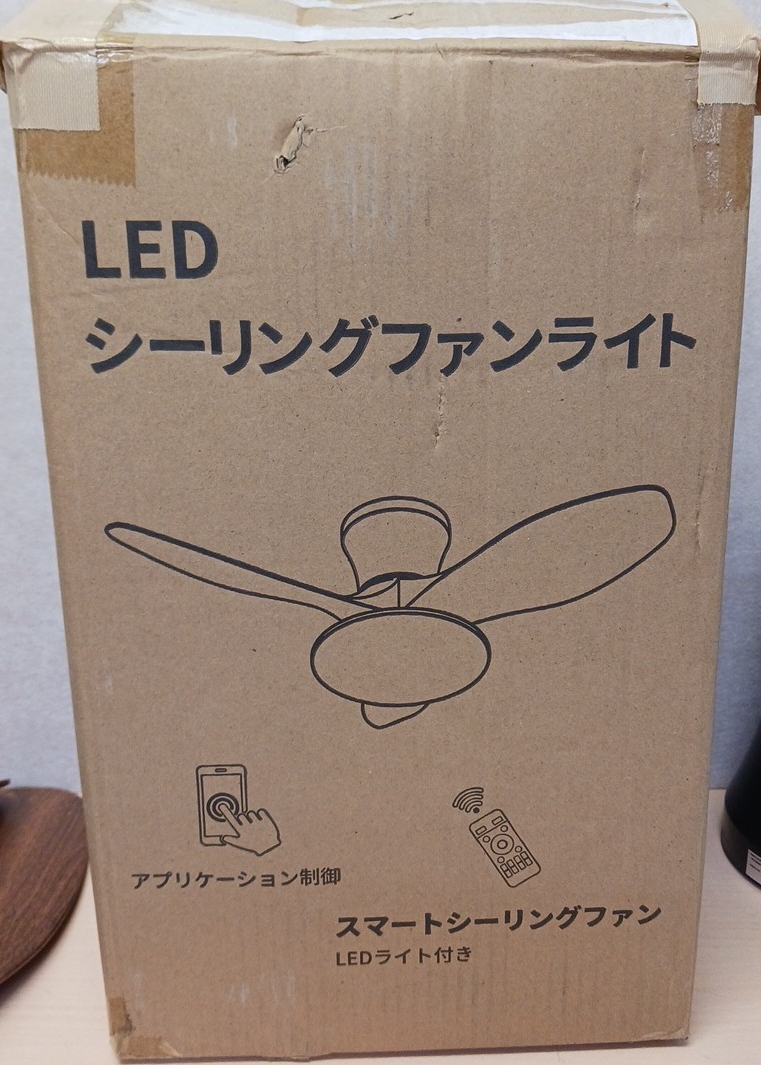 LED
シーリングファンライト
アプリケーション制御
スマートシーリングファン
LEDライト付き